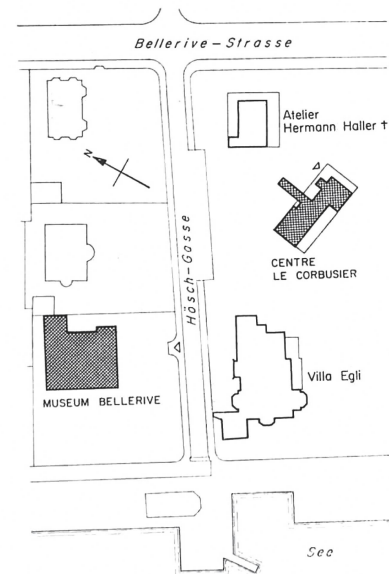 Bellerive-Strasse
Atelier
Hermann Haller †
N
Hösch-Gasse
CENTRE
LE CORBUSIER
MUSEUM BELLERIVE
Villa Egli
See